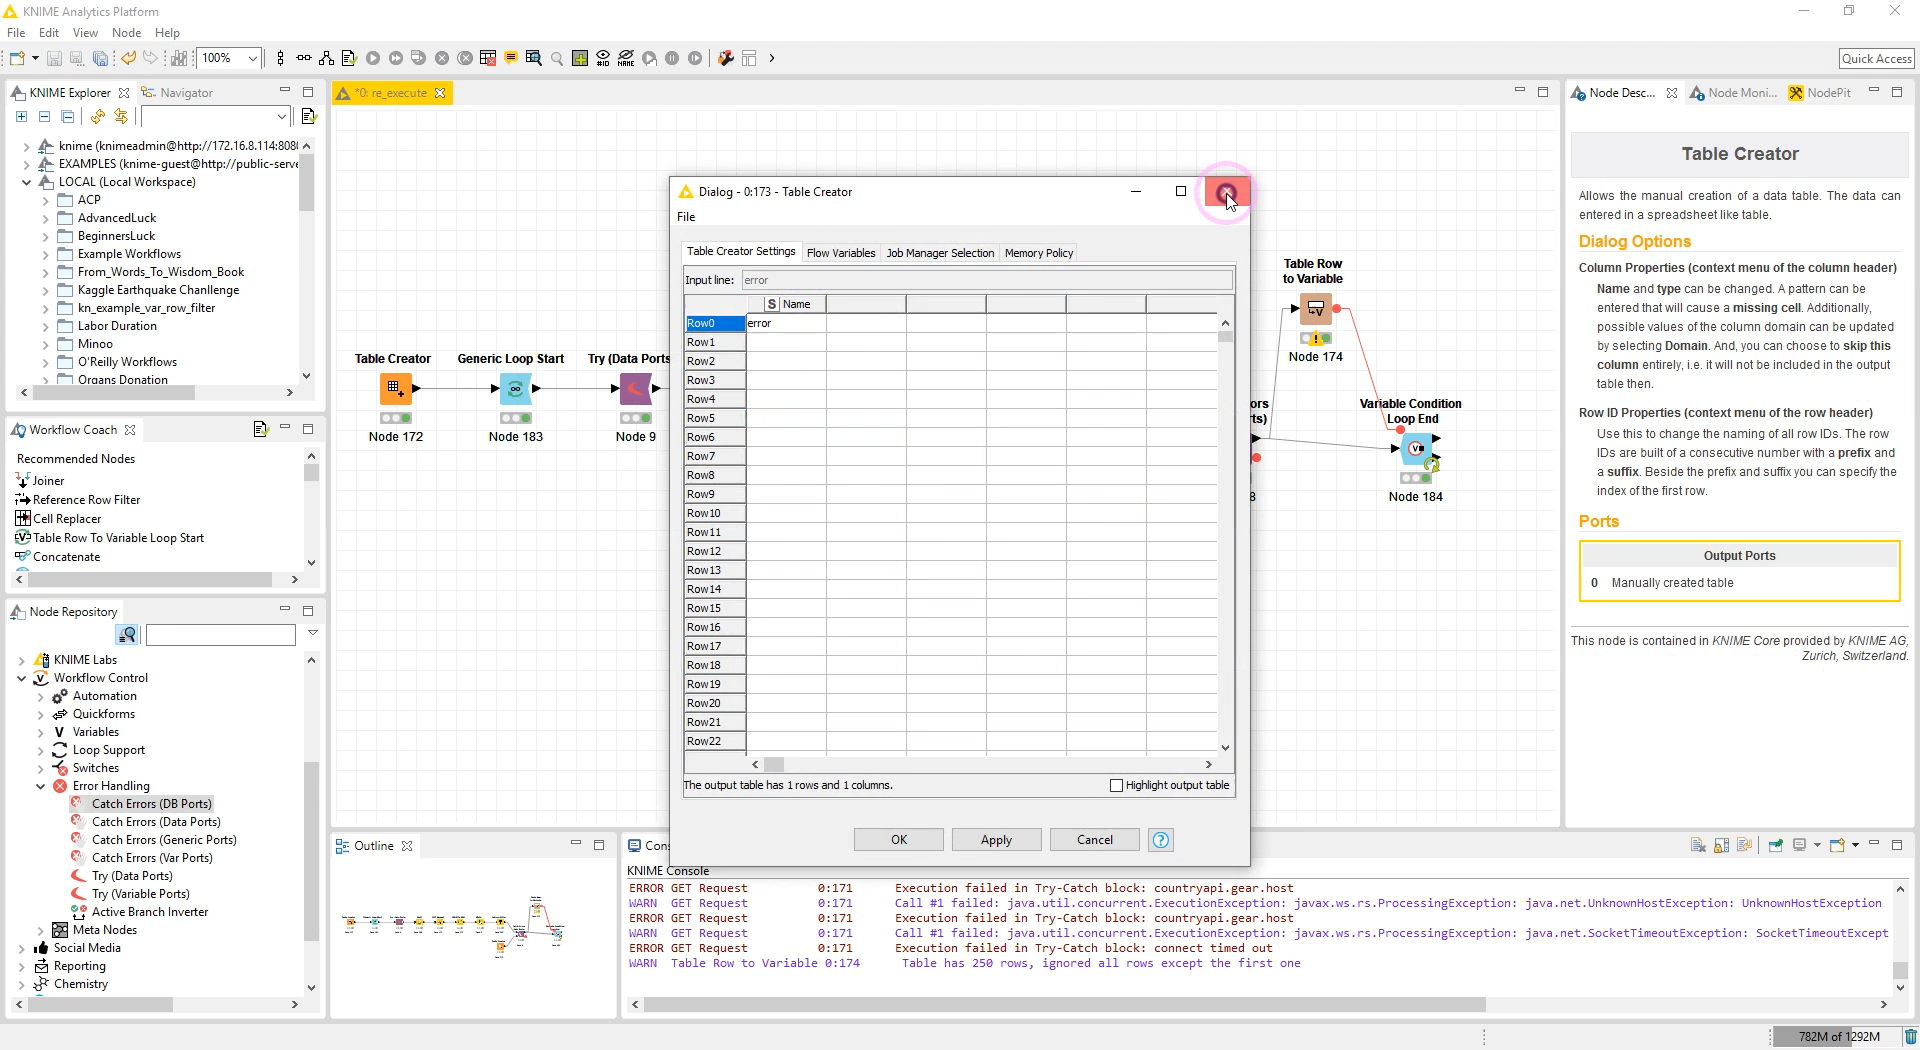 KNIME Analytics Platform
File Edit View Node Help
100%
Quick Access
KNIME Explorer
Navigator
knime (knimeadmin@http://172.16.8.114:808
EXAMPLES (knime-guest@http://public-serve
LOCAL (Local Workspace)
ACP
AdvancedLuck
BeginnersLuck
Example Workflows
From_Words_To_Wisdom_Book
Kaggle Earthquake Chanllenge
kn_example_var_row_filter
Labor Duration
Minoo
O'Reilly Workflows
Organs Donation
Workflow Coach
Recommended Nodes
Joiner
Reference Row Filter
Cell Replacer
Table Row To Variable Loop Start
Concatenate
Node Repository
KNIME Labs
Workflow Control
Automation
Quickforms
Variables
Loop Support
Switches
Error Handling
Catch Errors (DB Ports)
Catch Errors (Data Ports)
Catch Errors (Generic Ports)
Catch Errors (Var Ports)
Try (Data Ports)
Try (Variable Ports)
Active Branch Inverter
Meta Nodes
Social Media
Reporting
Chemistry
*0: re_execute
Table Creator
Node 172
Generic Loop Start
Node 183
Try (Data Ports
Node 9
Table Row
to Variable
Node 174
ors
ts)
8
Variable Condition
Loop End
Node 184
Dialog - 0:173 - Table Creator
File
Table Creator Settings Flow Variables Job Manager Selection Memory Policy
Input line: error
S Name
Row0 error
Row1
Row2
Row3
Row4
Row5
Row6
Row7
Row8
Row9
Row10
Row11
Row12
Row13
Row14
Row15
Row16
Row17
Row18
Row19
Row20
Row21
Row22
The output table has 1 rows and 1 columns.
Highlight output table
OK Apply Cancel
Outline
Cons
KNIME Console
ERROR GET Request 0:171 Execution failed in Try-Catch block: countryapi.gear.host
WARN GET Request 0:171 Call #1 failed: java.util.concurrent.ExecutionException: javax.ws.rs.ProcessingException: java.net.UnknownHostException: UnknownHostException
ERROR GET Request 0:171 Execution failed in Try-Catch block: countryapi.gear.host
WARN GET Request 0:171 Call #1 failed: java.util.concurrent.ExecutionException: javax.ws.rs.ProcessingException: java.net.SocketTimeoutException: SocketTimeoutExcept
ERROR GET Request 0:171 Execution failed in Try-Catch block: connect timed out
WARN Table Row to Variable 0:174 Table has 250 rows, ignored all rows except the first one
Node Desc...
Node Moni...
NodePit
Table Creator
Allows the manual creation of a data table. The data can
entered in a spreadsheet like table.
Dialog Options
Column Properties (context menu of the column header)
Name and type can be changed. A pattern can be
entered that will cause a missing cell. Additionally,
possible values of the column domain can be updated
by selecting Domain. And, you can choose to skip this
column entirely, i.e. it will not be included in the output
table then.
Row ID Properties (context menu of the row header)
Use this to change the naming of all row IDs. The row
IDs are built of a consecutive number with a prefix and
a suffix. Beside the prefix and suffix you can specify the
index of the first row.
Ports
Output Ports
0 Manually created table
This node is contained in KNIME Core provided by KNIME AG,
Zurich, Switzerland.
782M of 1292M